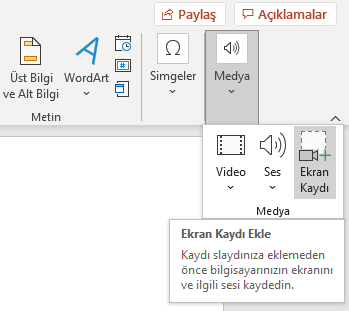 Paylaş
Açıklamalar
Üst Bilgi
ve Alt Bilgi
WordArt
Simgeler
Medya
Metin
Video
Ses
Ekran
Kaydı
Medya
Ekran Kaydı Ekle
Kaydı slaydınıza eklemeden
önce bilgisayarınızın ekranını
ve ilgili sesi kaydedin.